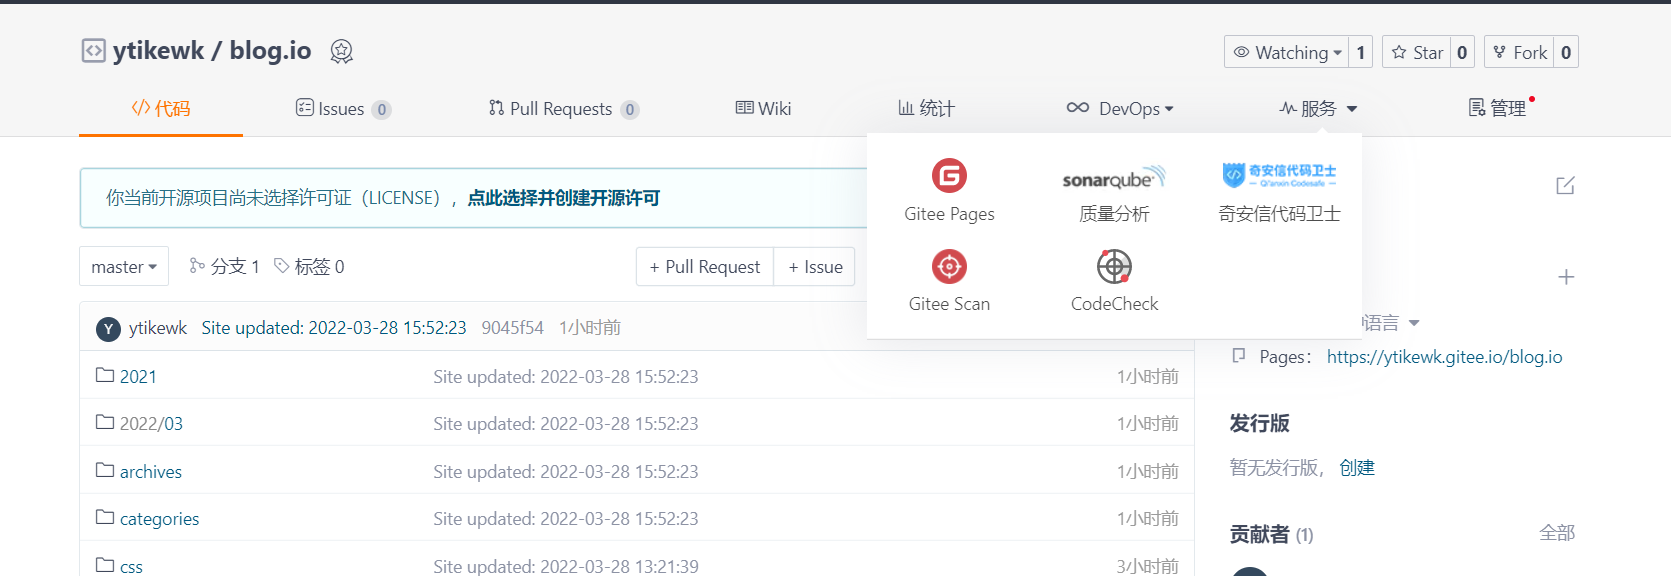 ytikewk / blog.io
Watching 1 Star 0 Fork 0
代码 Issues 0 Pull Requests 0 Wiki 统计 DevOps 服务 管理
Gitee Pages
sonarqube
质量分析
奇安信代码卫士
Qi'anxin Codesafe
奇安信代码卫士
Gitee Scan
CodeCheck
你当前开源项目尚未选择许可证（LICENSE），点此选择并创建开源许可
master 分支 1 标签 0 + Pull Request + Issue
Y ytikewk Site updated: 2022-03-28 15:52:23 9045f54 1小时前
2021 Site updated: 2022-03-28 15:52:23 1小时前
2022/03 Site updated: 2022-03-28 15:52:23 1小时前
archives Site updated: 2022-03-28 15:52:23 1小时前
categories Site updated: 2022-03-28 15:52:23 1小时前
css Site updated: 2022-03-28 13:21:39 3小时前
语言
Pages： https://ytikewk.gitee.io/blog.io
发行版
暂无发行版， 创建
贡献者 (1) 全部